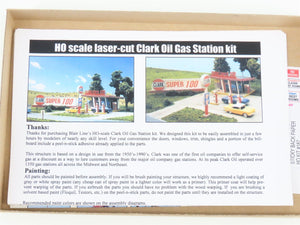 HO scale laser-cut Clark Oil Gas Station kit
SUPER 100
SUPER 100
Thanks:
Thanks for purchasing Blair Line's HO-scale Clark Oil Gas Station kit. We designed this kit to be easily assembled in just a few
hours by modelers of nearly any skill level. For your convenience, the doors, windows, trim, shingles and a portion of the bill-
board include a peel-n-stick adhesive already applied to the parts.
This structure is based on a design in use from the 1930's-1990's. Clark was one of the first oil companies to offer self-service
gas at a discount as a way to lure customers away from the major oil company gas stations. At its peak Clark Oil operated over
1350 gas stations all across the Midwest and Northeast.
Painting:
All parts should be painted before assembly. If you will be brush painting your structure, we highly recommend a light coating of
gray or white spray paint (any cheap can of spray paint in a lighter color will work as a primer). This primer coat will help pre-
vent warping of the parts. If you airbrush the parts you should have no problem with the wood warping. If you are brushing
solvent based paint (Floquil, Testors, etc.) on the peel-n-stick parts, do not paint the parts until they are installed on the structure.
Recommended paint colors are shown on the assembly diagrams.